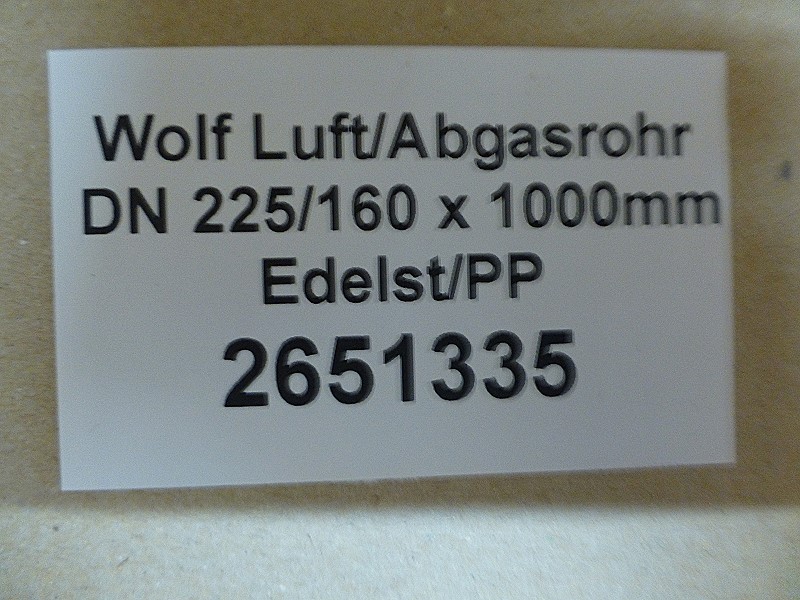 Wolf Luft/Abgasrohr
DN 225/160 x 1000mm
Edelst/PP
2651335